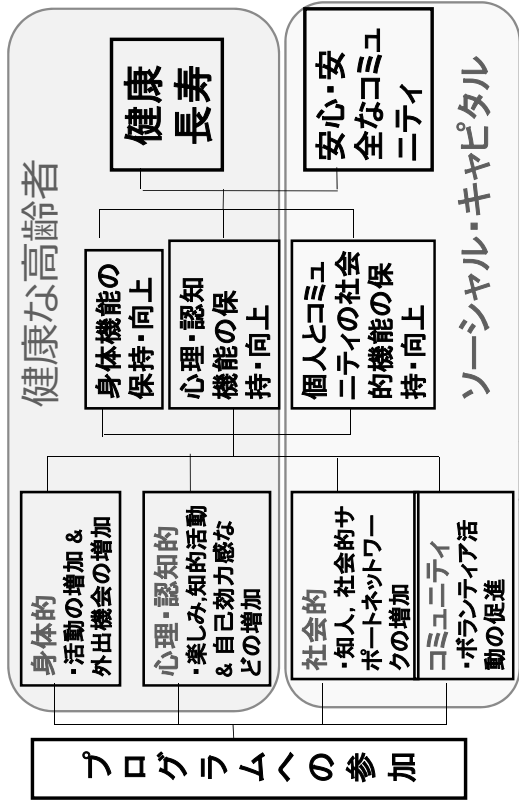 プログラムへの参加
健康な高齢者
身体的
・活動の増加 &
外出機会の増加
心理・認知的
・楽しみ,知的活動
& 自己効力感な
どの増加
社会的
・知人，社会的サ
ポートネットワー
クの増加
コミュニティ
・ボランティア活
動の促進
身体機能の
保持・向上
心理・認知
機能の保
持・向上
個人とコミュ
ニティの社会
的機能の保
持・向上
健康
長寿
安心・安
全なコミュ
ニティ
ソーシャル・キャピタル